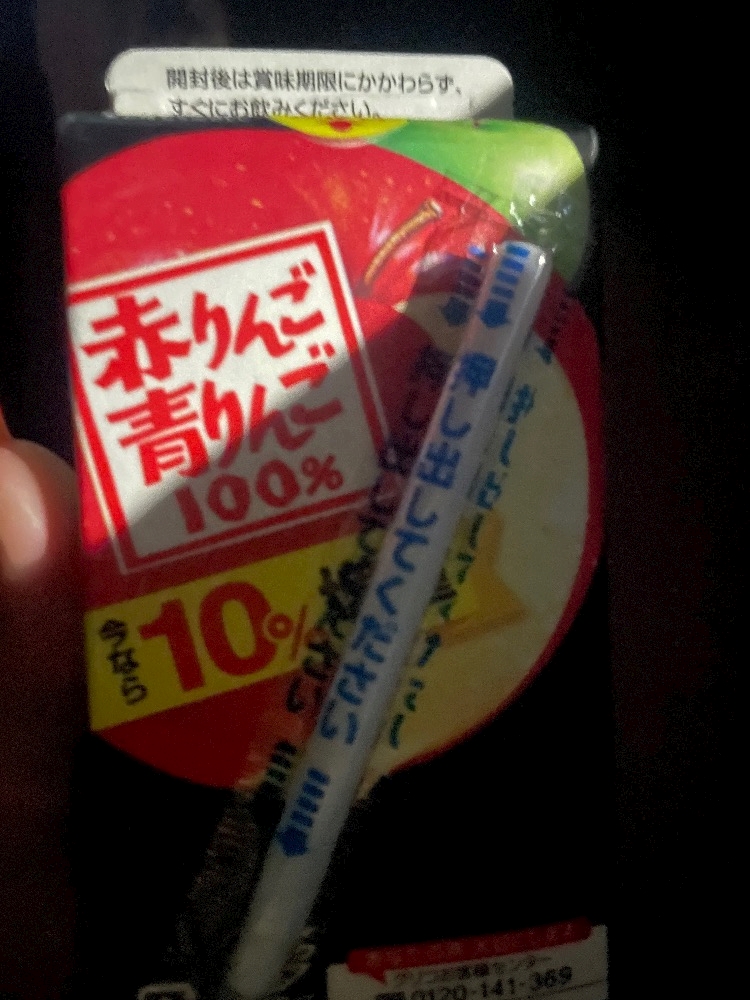 開封後は賞味期限にかかわらず、
すぐにお飲みください。
赤りんご
青りんご
100%
今なら
10%
押し出してください
グリコお客様センター
0120-141-369